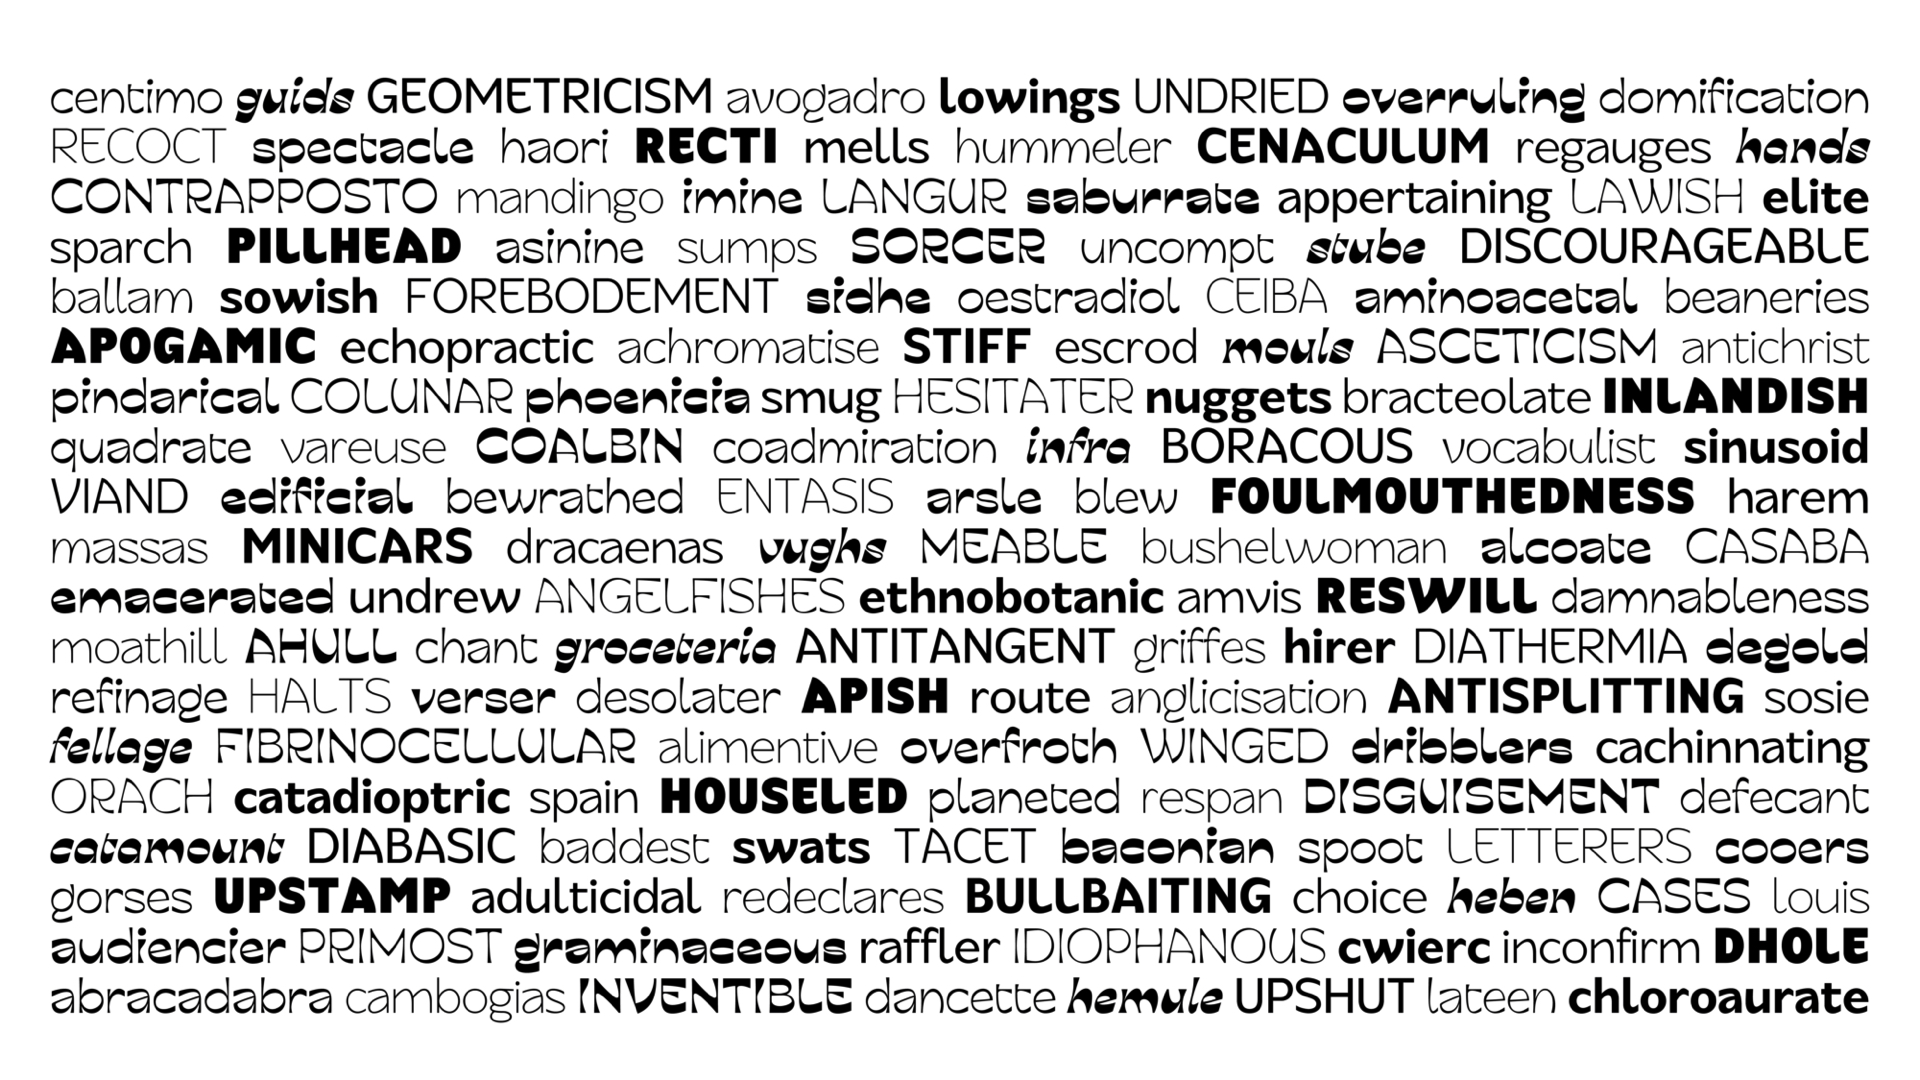 centimo guids GEOMETRICISM avogadro lowings UNDRIED overruling domification
RECOCT spectacle haori RECTI mells hummeler CENACULUM regauges hands
CONTRAPPOSTO mandingo imine LANGUR saburrate appertaining LAWISH elite
sparch PILLHEAD asinine sumps SORCER uncompt stube DISCOURAGEABLE
ballam sowish FOREBODEMENT sidhe oestradiol CEIBA aminoacetal beaneries
APOGAMIC echopractic achromatise STIFF escrod mouls ASCETICISM antichrist
pindarical COLUNAR phoenicia smug HESITATER nuggets bracteolate INLANDISH
quadrate vareuse COALBIN coadmiration infra BORACOUS vocabulist sinusoid
VIAND edificial bewrathed ENTASIS arsle blew FOULMOUTHEDNESS harem
massas MINICARS dracaenas vughs MEABLE bushelwoman alcoate CASABA
emacerated undrew ANGELFISHES ethnobotanic amvis RESWILL damnableness
moathill AHULL chant groceteria ANTITANGENT griffes hirer DIATHERMIA degold
refinage HALTS verser desolater APISH route anglicisation ANTISPLITTING sosie
fellage FIBRINOCELLULAR alimentive overfroth WINGED dribblers cachinnating
ORACH catadioptric spain HOUSELED planeted respan DISGUISEMENT defecant
catamount DIABASIC baddest swats TACET baconian spoot LETTERERS cooers
gorses UPSTAMP adulticidal redeclares BULLBAITING choice heben CASES louis
audiencier PRIMOST graminaceous raffler IDIOPHANOUS cwierc inconfirm DHOLE
abracadabra cambogias INVENTIBLE dancette hemule UPSHUT lateen chloroaurate